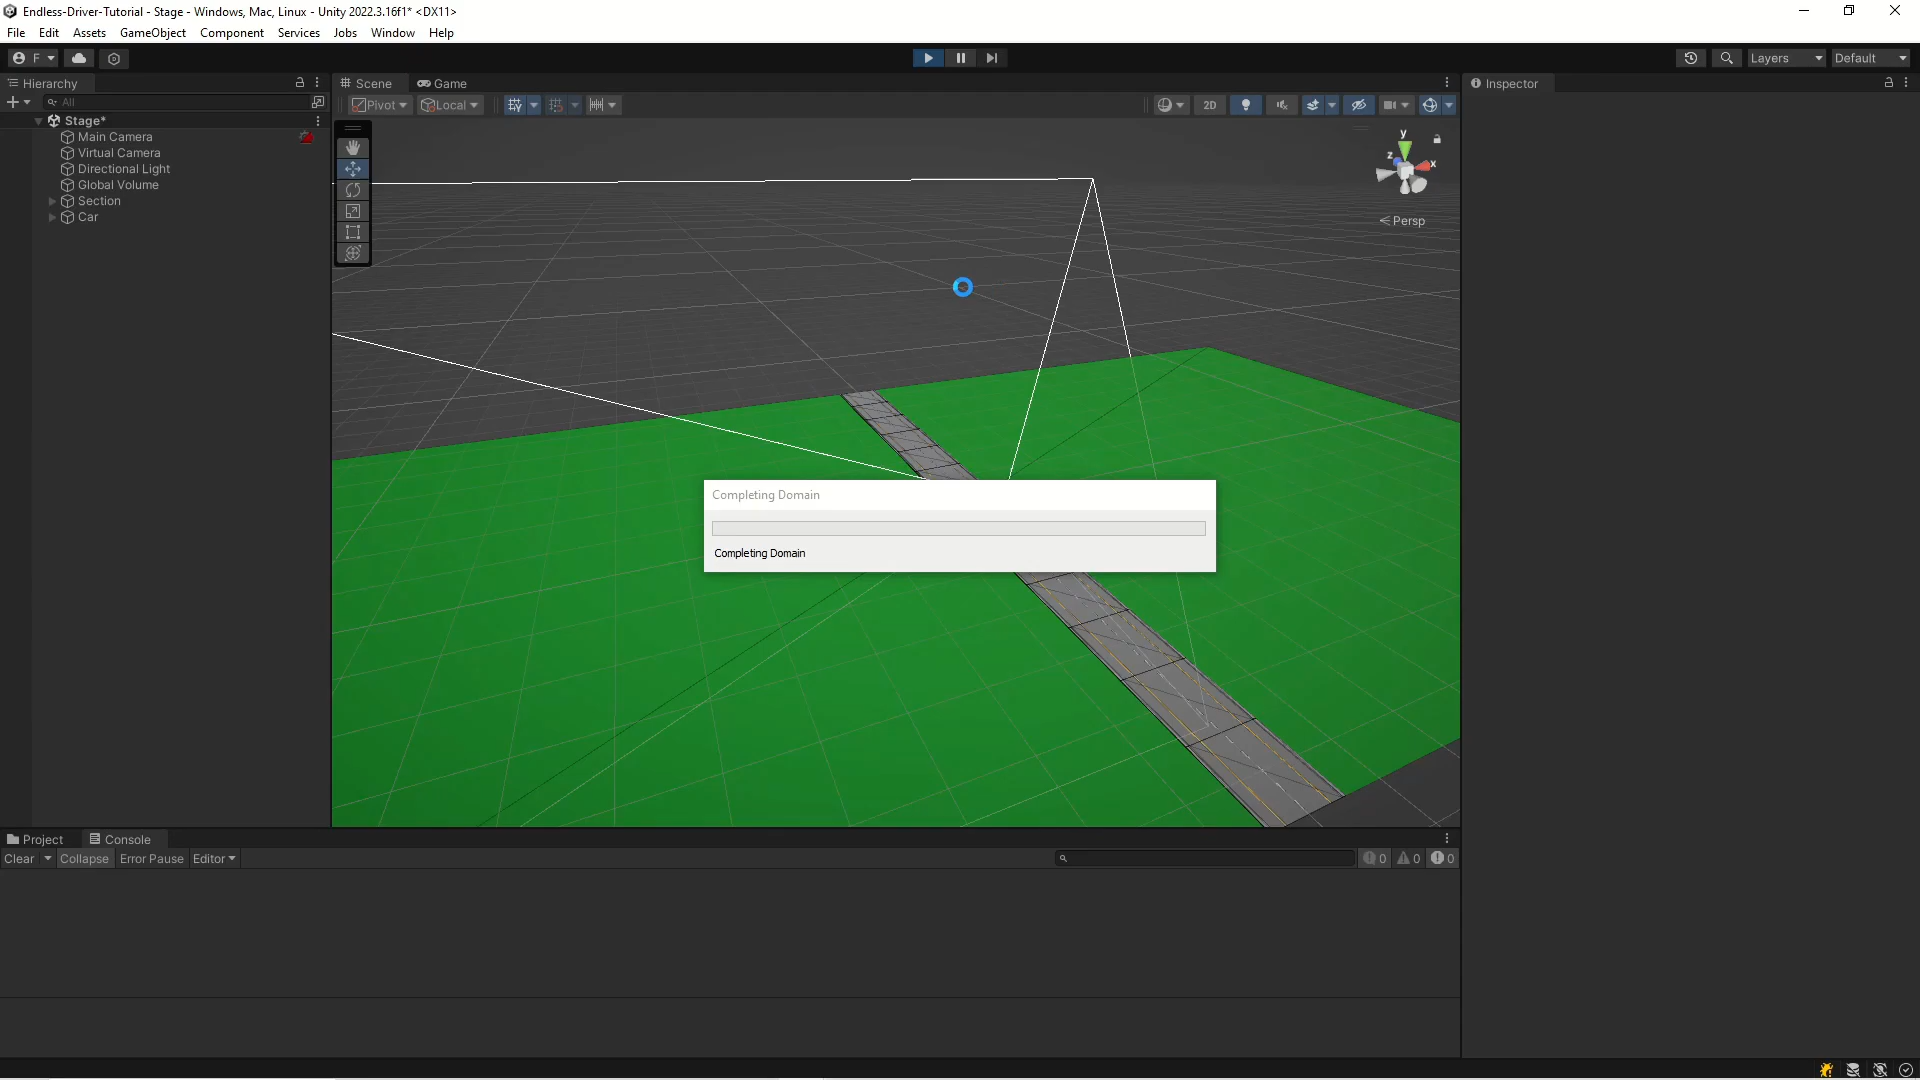 Endless-Driver-Tutorial - Stage - Windows, Mac, Linux - Unity 2022.3.16f1* <DX11>
File Edit Assets GameObject Component Services Jobs Window Help
F Layers Default
Hierarchy Scene Game Inspector
All Pivot Local 2D
Stage*
Main Camera
Virtual Camera
Directional Light
Global Volume
Section
Car
y
z x
Persp
Completing Domain
Completing Domain
Project Console
Clear Collapse Error Pause Editor 0 0 0